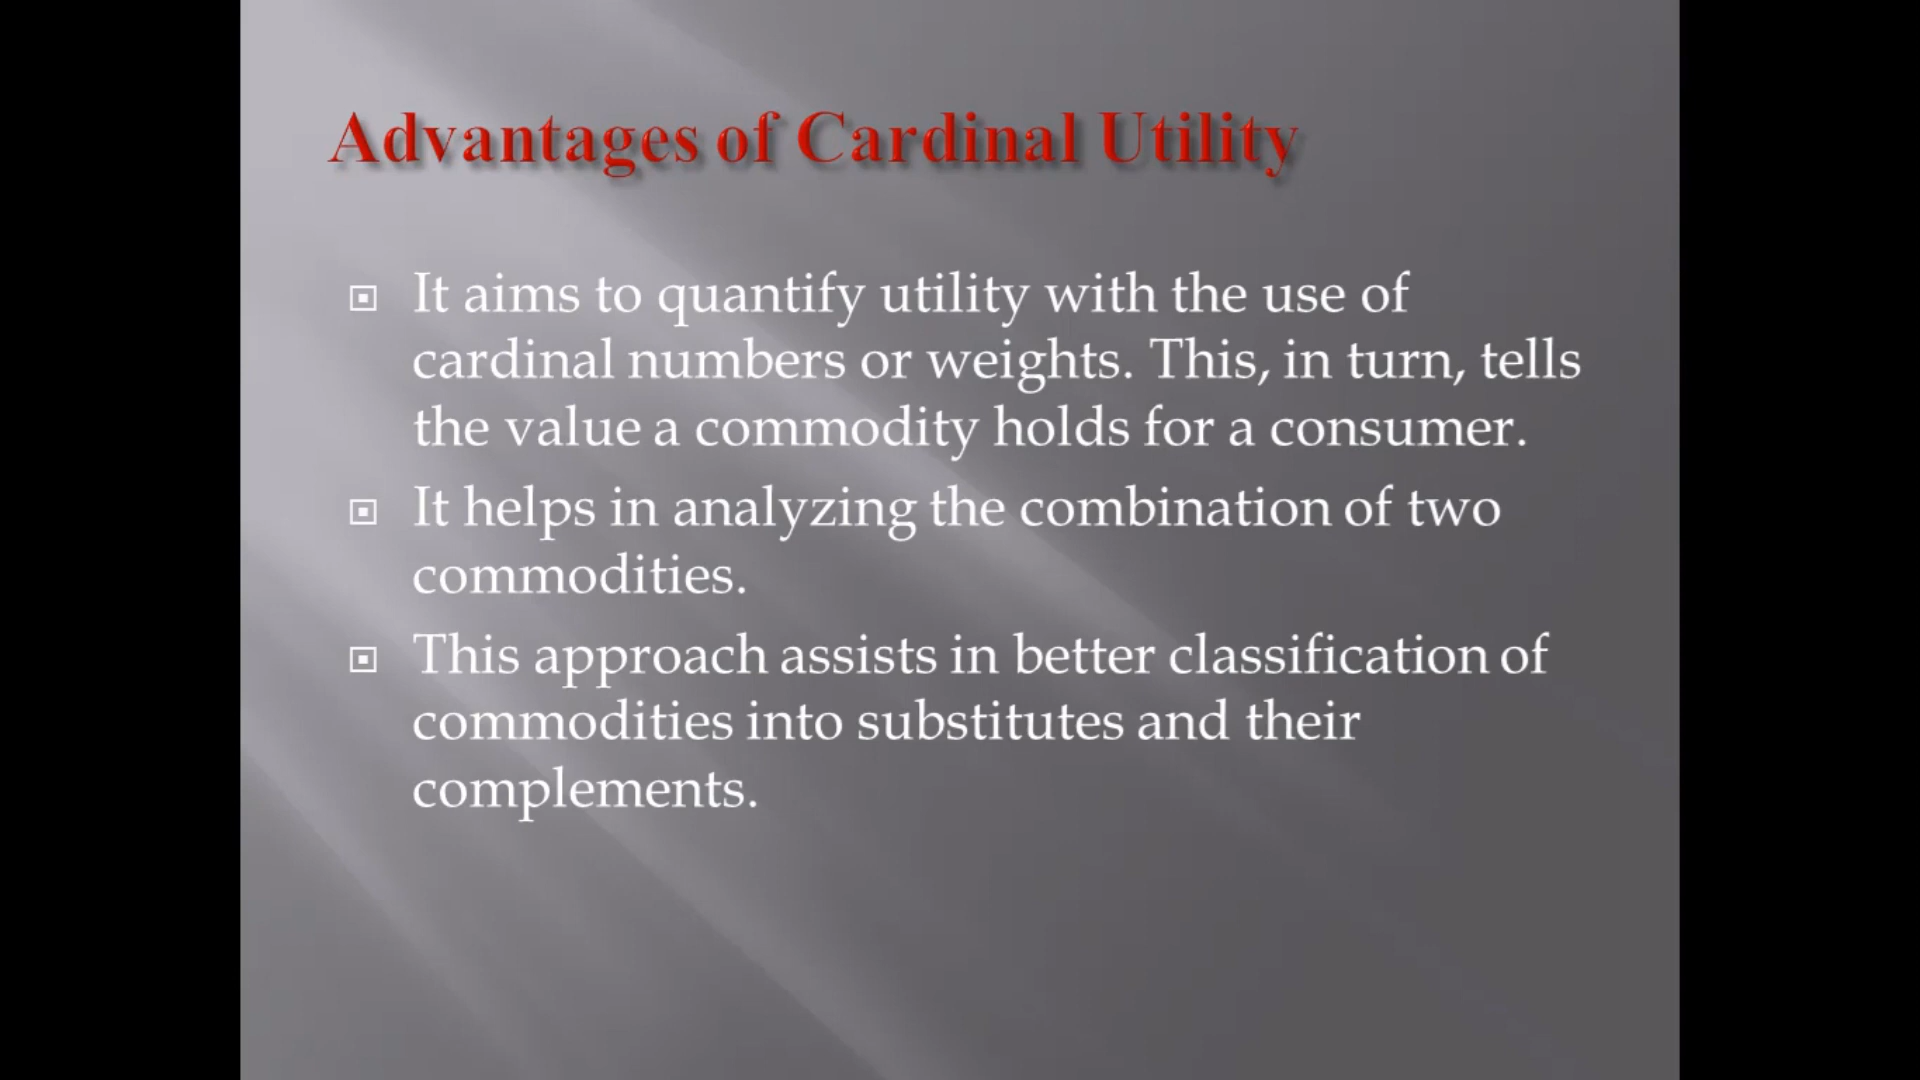 Advantages of Cardinal Utility
It aims to quantify utility with the use of
cardinal numbers or weights. This, in turn, tells
the value a commodity holds for a consumer.
It helps in analyzing the combination of two
commodities.
This approach assists in better classification of
commodities into substitutes and their
complements.